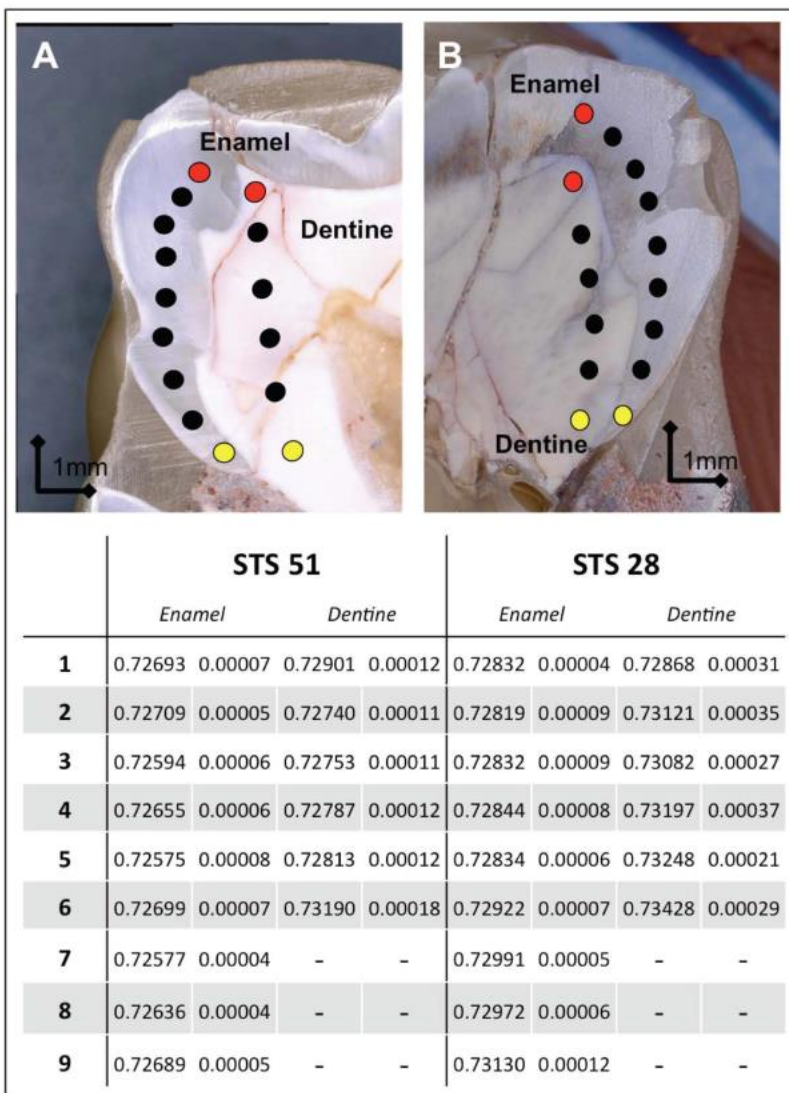 A
Enamel
Dentine
1mm
B
Enamel
Dentine
1mm
STS 51 STS 28
Enamel Dentine Enamel Dentine
1 0.72693 0.00007 0.72901 0.00012 0.72832 0.00004 0.72868 0.00031
2 0.72709 0.00005 0.72740 0.00011 0.72819 0.00009 0.73121 0.00035
3 0.72594 0.00006 0.72753 0.00011 0.72832 0.00009 0.73082 0.00027
4 0.72655 0.00006 0.72787 0.00012 0.72844 0.00008 0.73197 0.00037
5 0.72575 0.00008 0.72813 0.00012 0.72834 0.00006 0.73248 0.00021
6 0.72699 0.00007 0.73190 0.00018 0.72922 0.00007 0.73428 0.00029
7 0.72577 0.00004 – – 0.72991 0.00005 – –
8 0.72636 0.00004 – – 0.72972 0.00006 – –
9 0.72689 0.00005 – – 0.73130 0.00012 – –